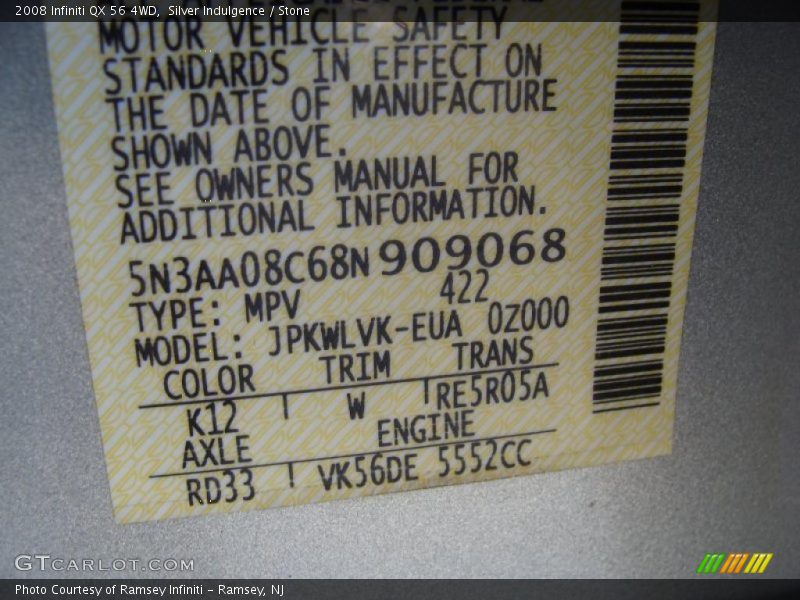 2008 Infiniti QX 56 4WD, Silver Indulgence / Stone
MOTOR VEHICLE SAFETY
STANDARDS IN EFFECT ON
THE DATE OF MANUFACTURE
SHOWN ABOVE.
SEE OWNERS MANUAL FOR
ADDITIONAL INFORMATION.
5N3AA08C68N909068
TYPE: MPV 422
MODEL: JPKWLVK-EUA 0Z000
COLOR TRIM TRANS
K12 W RE5R05A
AXLE ENGINE
RD33 VK56DE 5552CC
GTCARLOT.COM
Photo Courtesy of Ramsey Infiniti - Ramsey, NJ